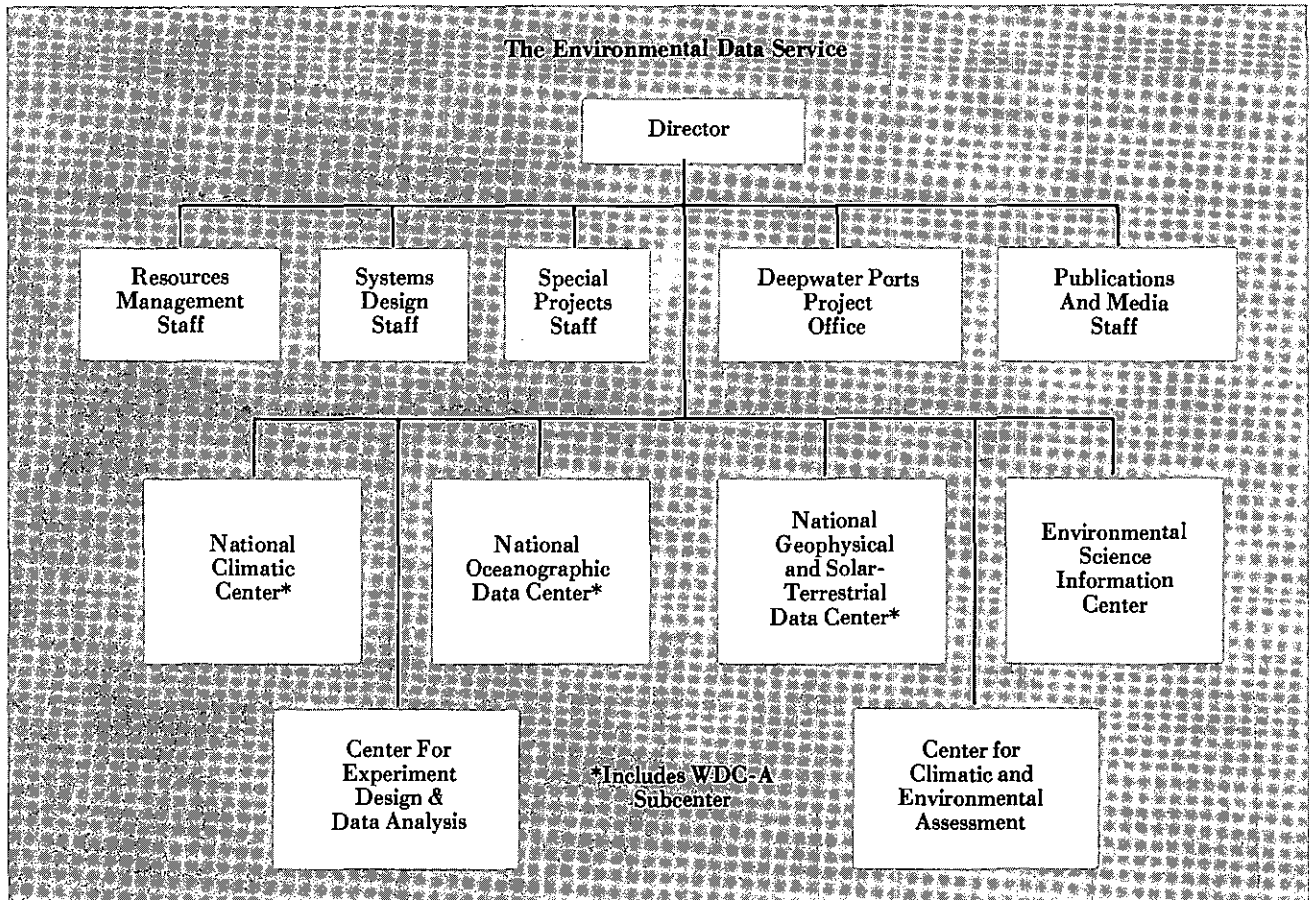 The Environmental Data Service
Director
Resources
Management
Staff
Systems
Design
Staff
Special
Projects
Staff
Deepwater Ports
Project
Office
Publications
And Media
Staff
National
Climatic
Center*
National
Oceanographic
Data Center*
National
Geophysical
and Solar-
Terrestrial
Data Center*
Environmental
Science
Information
Center
Center For
Experiment
Design &
Data Analysis
*Includes WDC-A
Subcenter
Center for
Climatic and
Environmental
Assessment